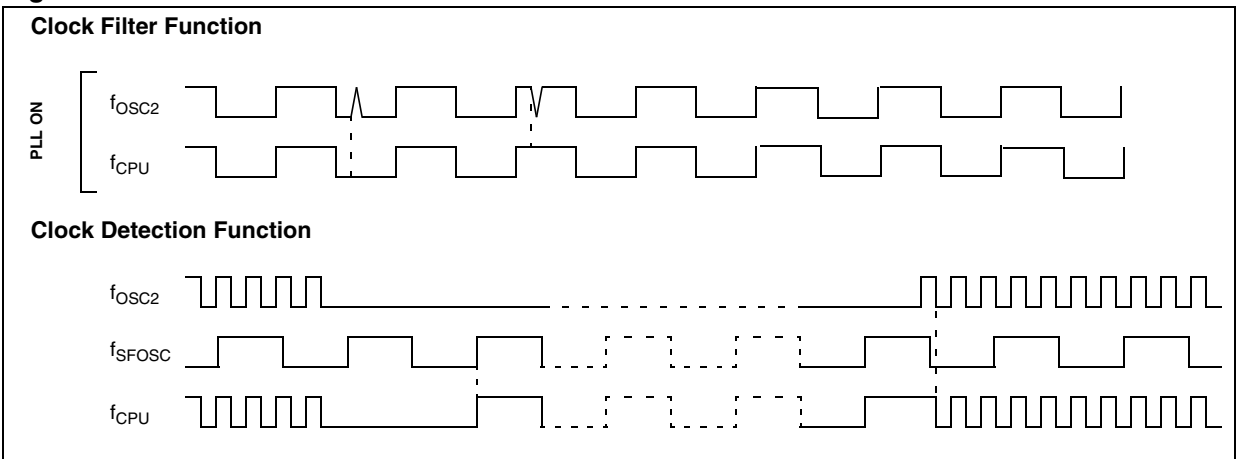 Clock Filter Function
PLL ON
fOSC2
fCPU
Clock Detection Function
fOSC2
fSFOSC
fCPU